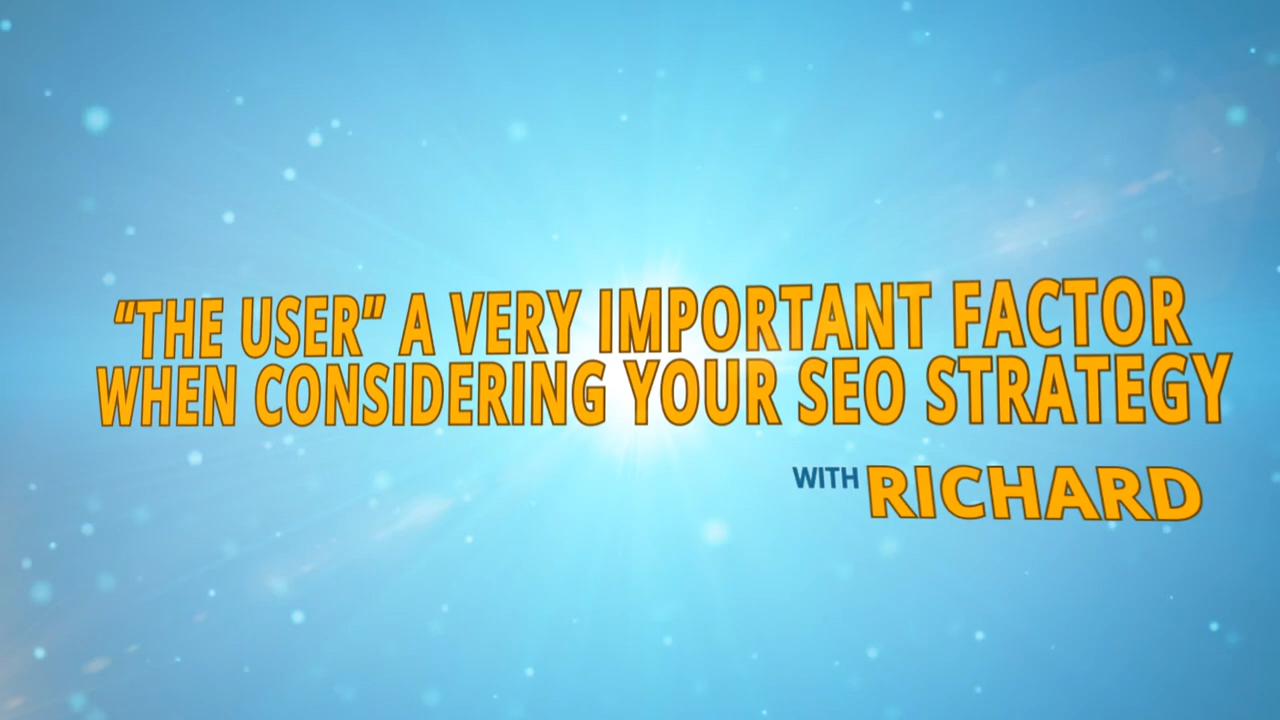 “THE USER” A VERY IMPORTANT FACTOR
WHEN CONSIDERING YOUR SEO STRATEGY
WITH RICHARD